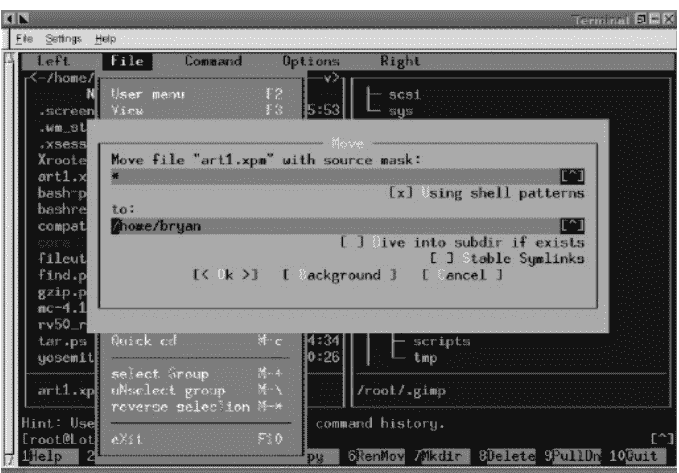 Terminal
File Settings Help
Left File Command Options Right
<-/home/ v>
User menu F2
View F3 5:53
scsi
sys
.screen
.wm_st
.xsess
Xroote
art1.x
bash-p
bashrc
compat
core
fileut
find.p
gzip.p
mc-4.1
rv50_r
tar.ps
yosemit
Move
Move file "art1.xpm" with source mask:
* [^]
[x] Using shell patterns
to:
/home/bryan [^]
[ ] Dive into subdir if exists
[ ] Stable Symlinks
[< Ok >] [ Background ] [ Cancel ]
Quick cd M-c 4:34
0:26
scripts
tmp
select Group M-+
uNselect group M-\
reverse selection M-*
eXit F10
art1.xp
/root/.gimp
Hint: Use command history.
[root@Lot [^]
1Help 2 py 6RenMov 7Mkdir 8Delete 9PullDn 10Quit